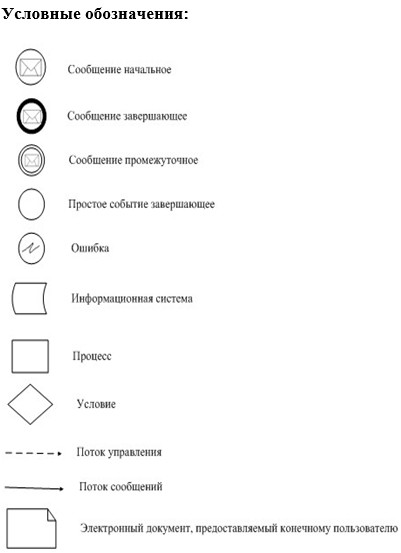 Условные обозначения:
Сообщение начальное
Сообщение завершающее
Сообщение промежуточное
Простое событие завершающее
Ошибка
Информационная система
Процесс
Условие
Поток управления
Поток сообщений
Электронный документ, предоставляемый конечному пользователю